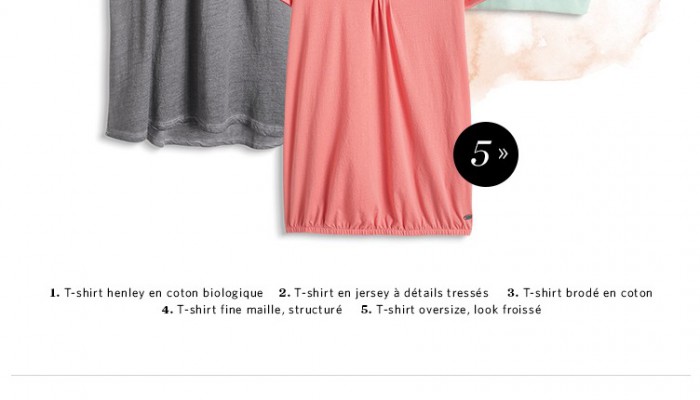 5 »
1. T-shirt henley en coton biologique 2. T-shirt en jersey à détails tressés 3. T-shirt brodé en coton
4. T-shirt fine maille, structuré 5. T-shirt oversize, look froissé